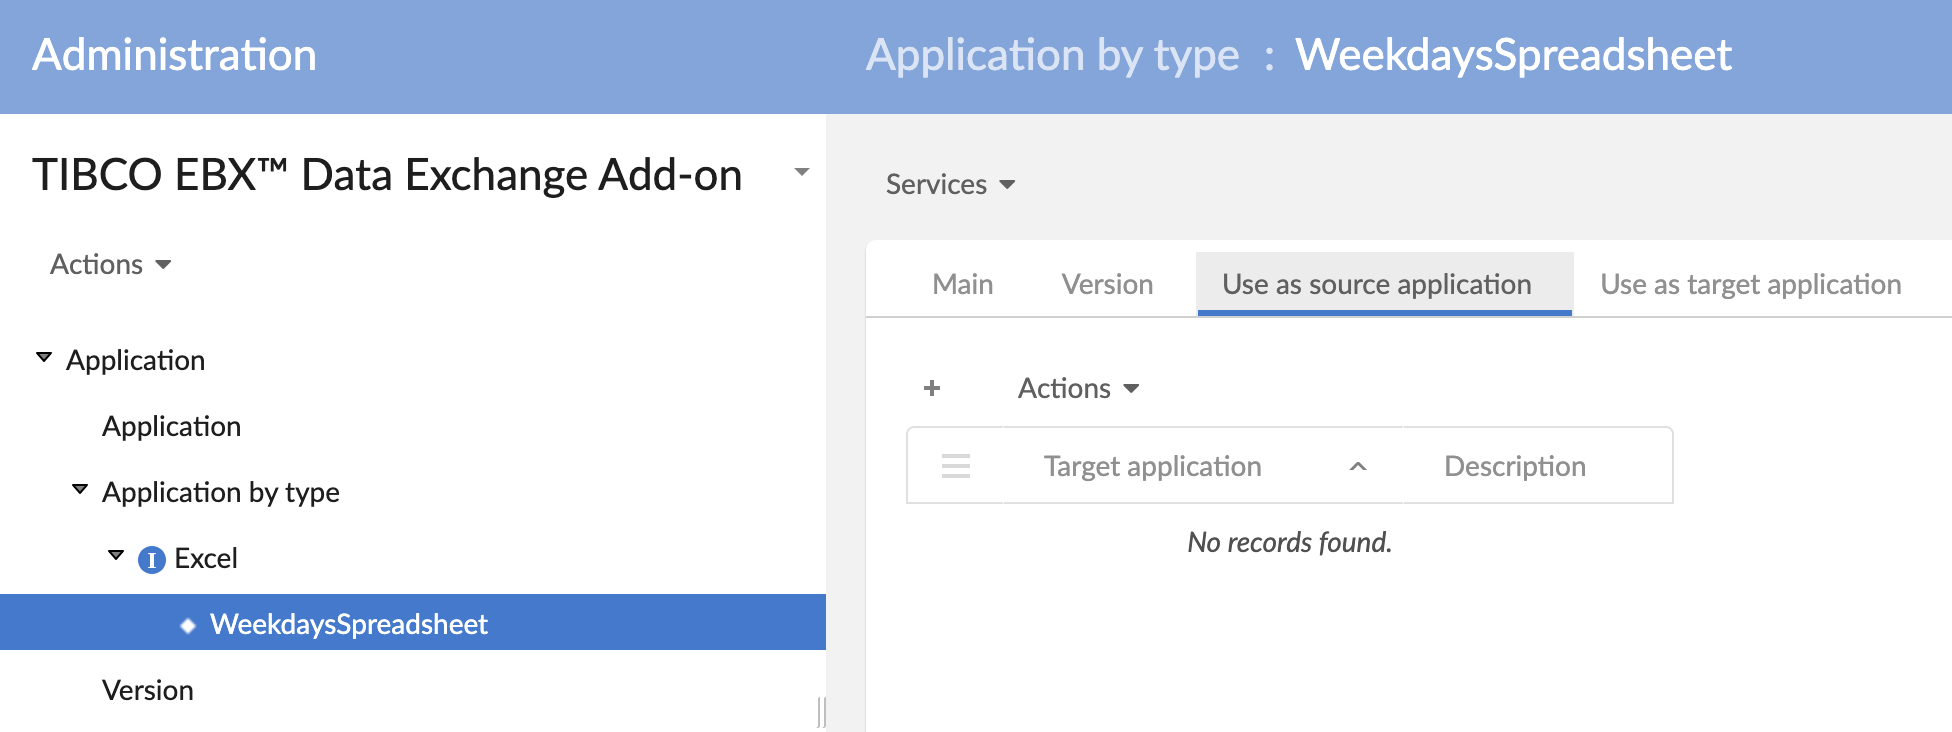 Administration
Application by type : WeekdaysSpreadsheet
TIBCO EBX™ Data Exchange Add-on
Actions
Application
Application
Application by type
I Excel
WeekdaysSpreadsheet
Version
Services
Main Version Use as source application Use as target application
+ Actions
Target application Description
No records found.